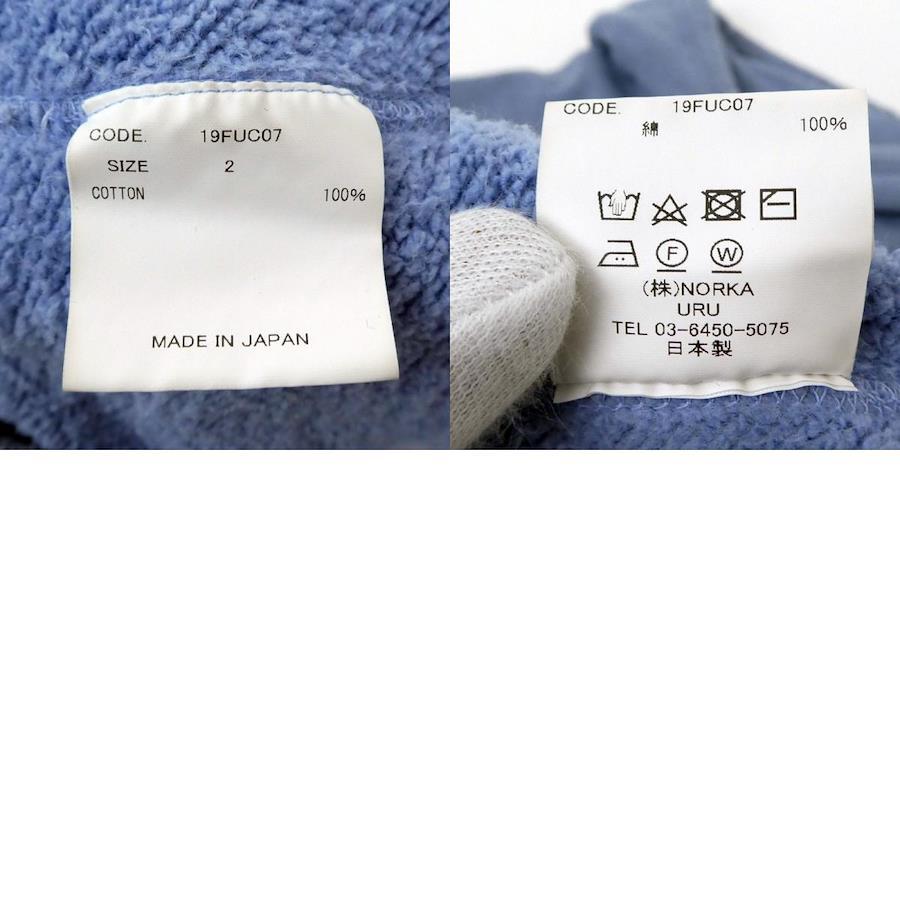 CODE. 19FUC07
SIZE 2
COTTON 100%
MADE IN JAPAN
CODE. 19FUC07
綿 100%
F W
(株)NORKA
URU
TEL 03-6450-5075
日本製